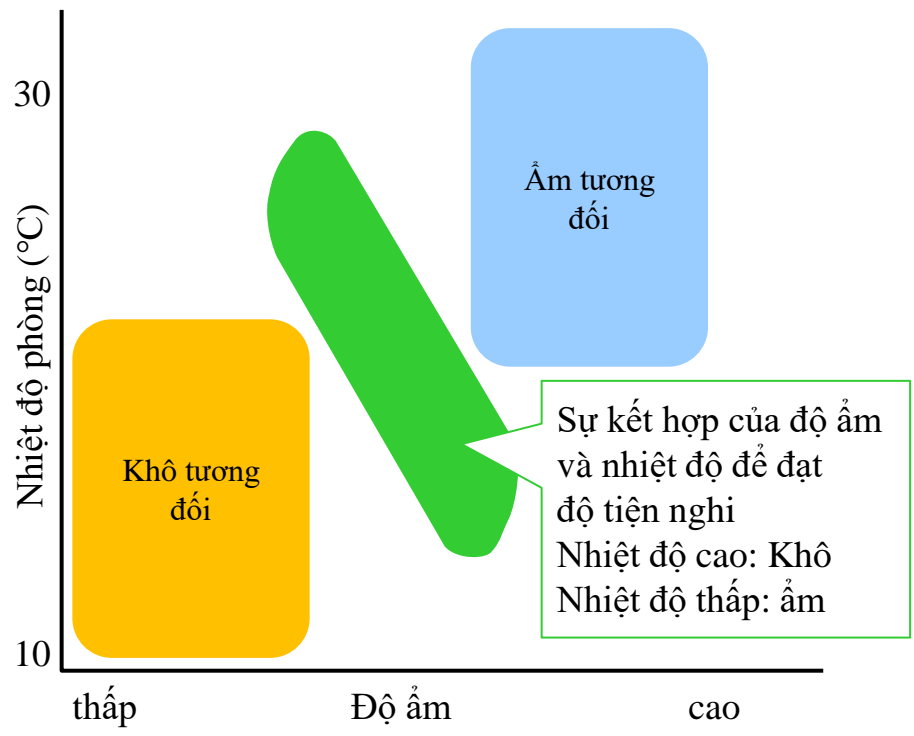 30
Nhiệt độ phòng (°C)
10
Ẩm tương
đối
Khô tương
đối
Sự kết hợp của độ ẩm
và nhiệt độ để đạt
độ tiện nghi
Nhiệt độ cao: Khô
Nhiệt độ thấp: ẩm
thấp
Độ ẩm
cao